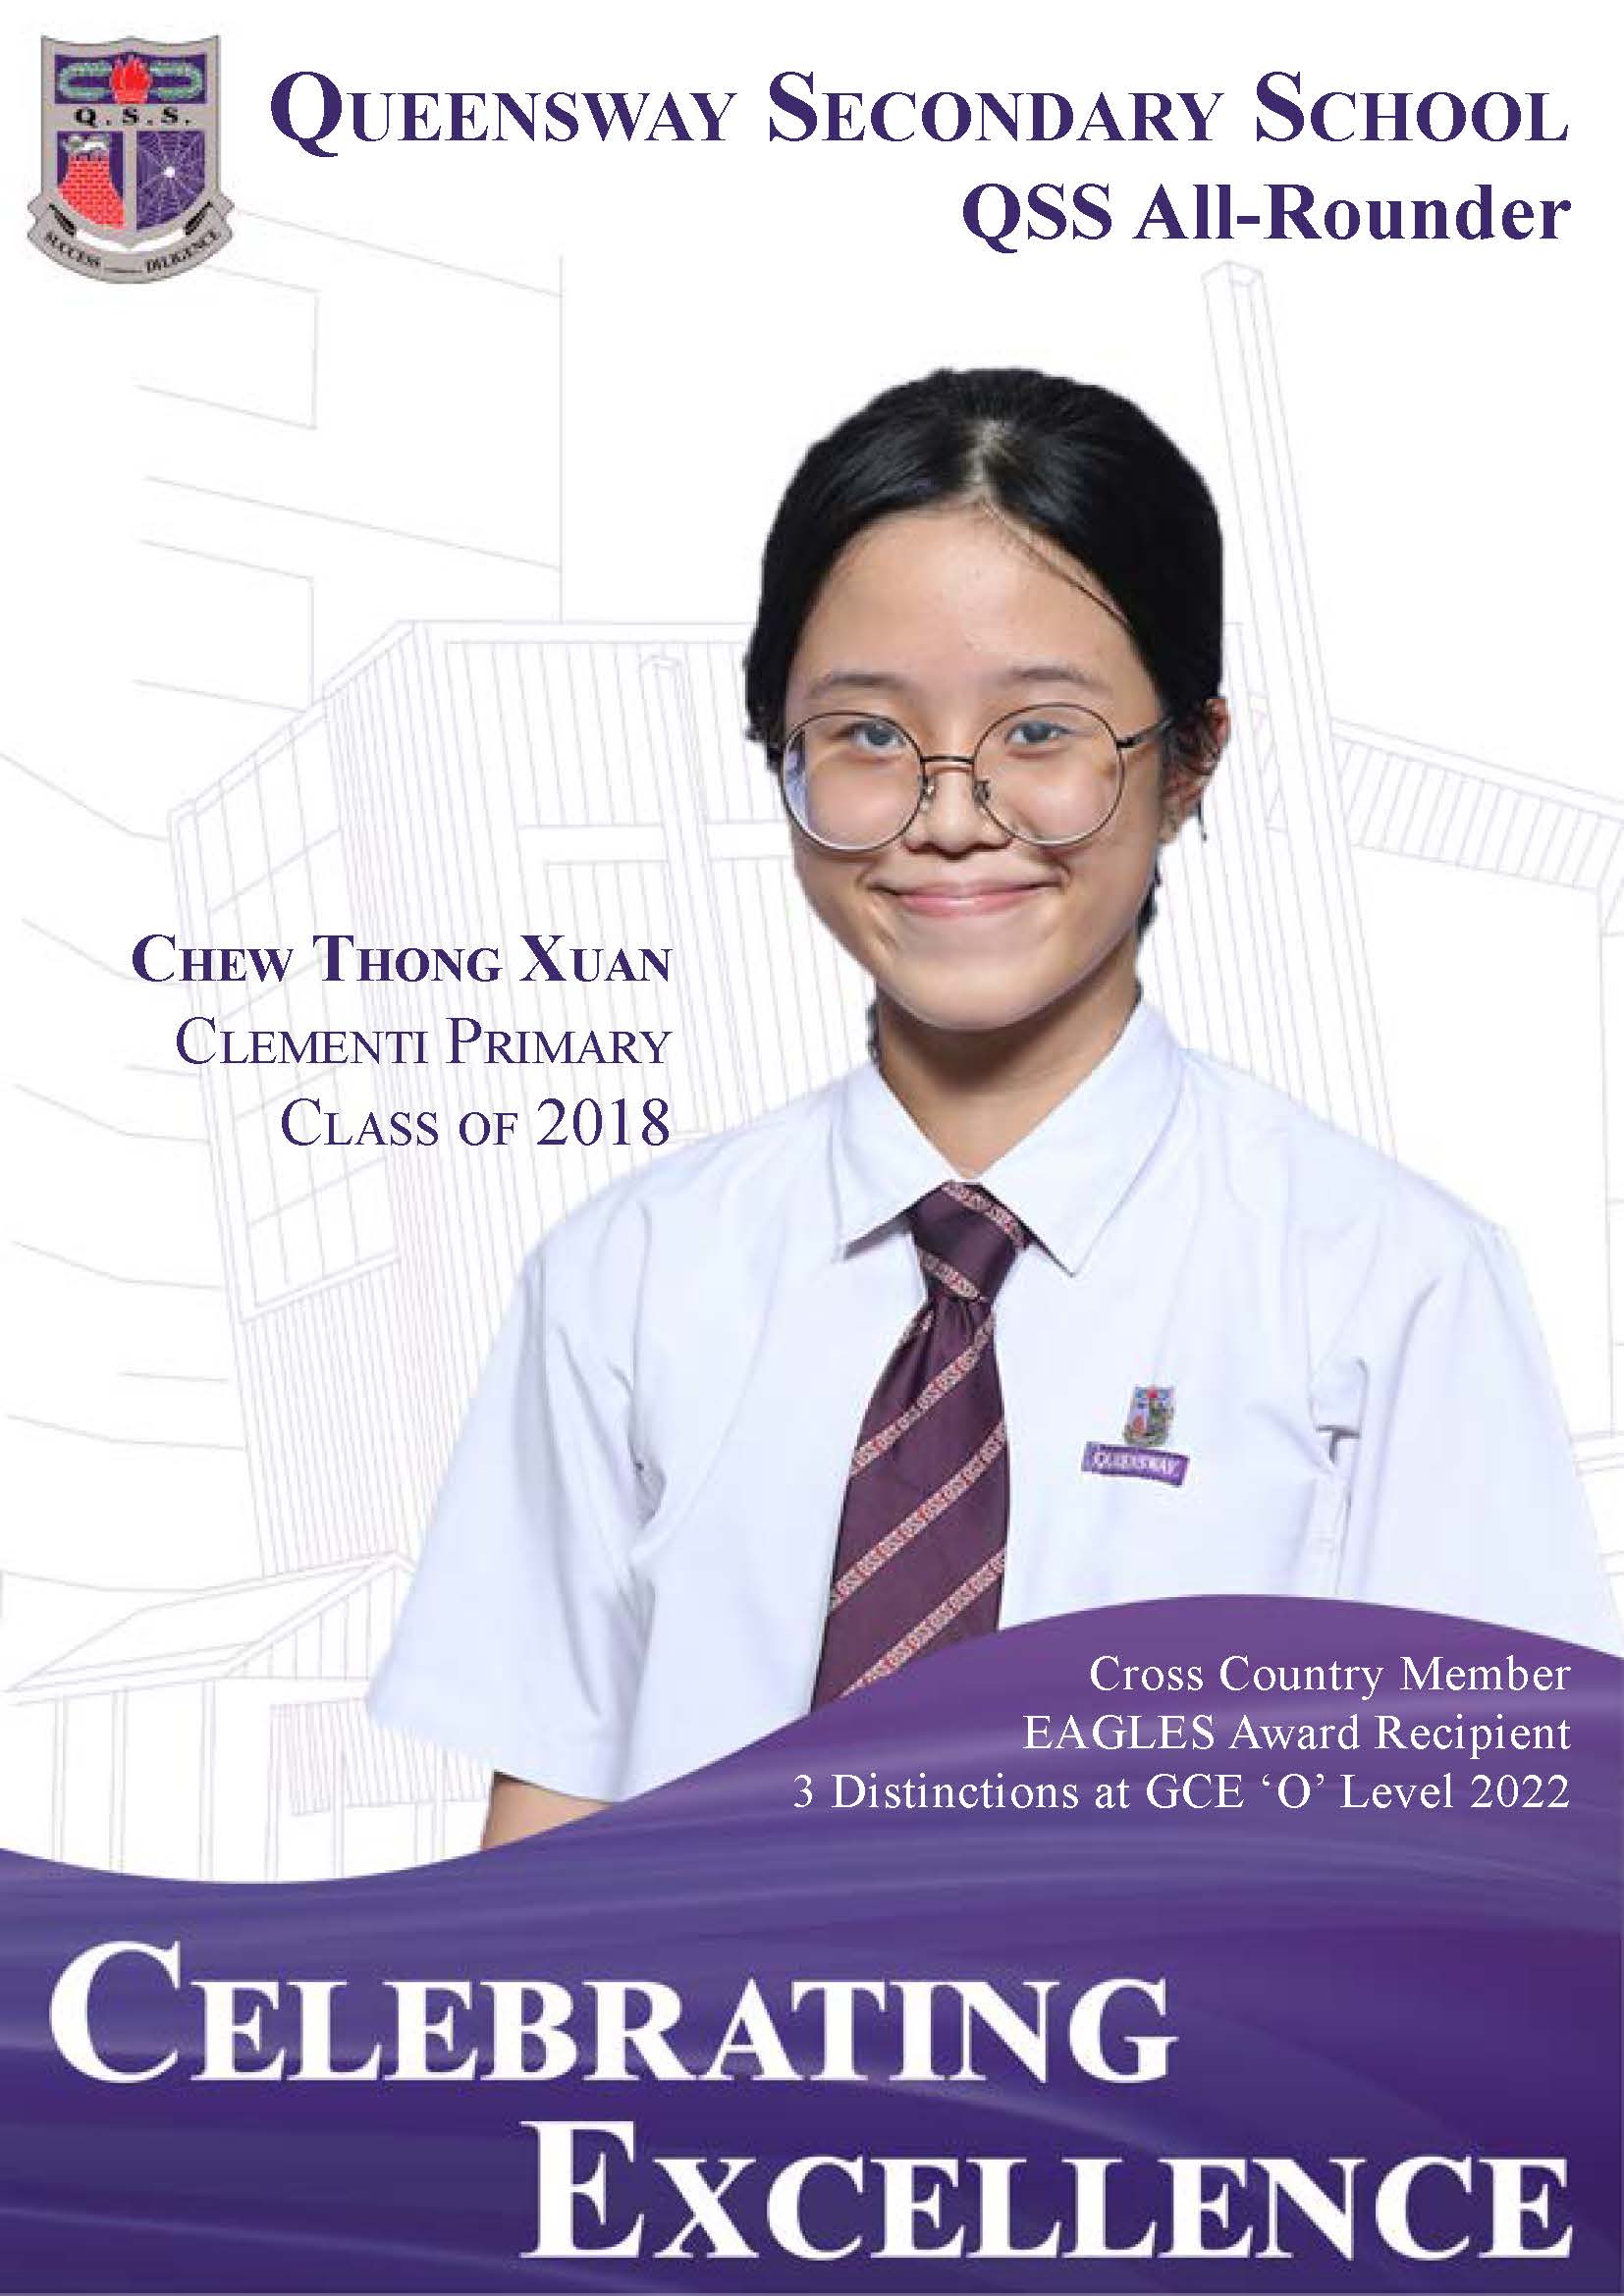 Q.S.S.
SUCCESS DILIGENCE
QUEENSWAY SECONDARY SCHOOL
QSS All-Rounder
CHEW THONG XUAN
CLEMENTI PRIMARY
CLASS OF 2018
QUEENSWAY
Cross Country Member
EAGLES Award Recipient
3 Distinctions at GCE ‘O’ Level 2022
CELEBRATING
EXCELLENCE